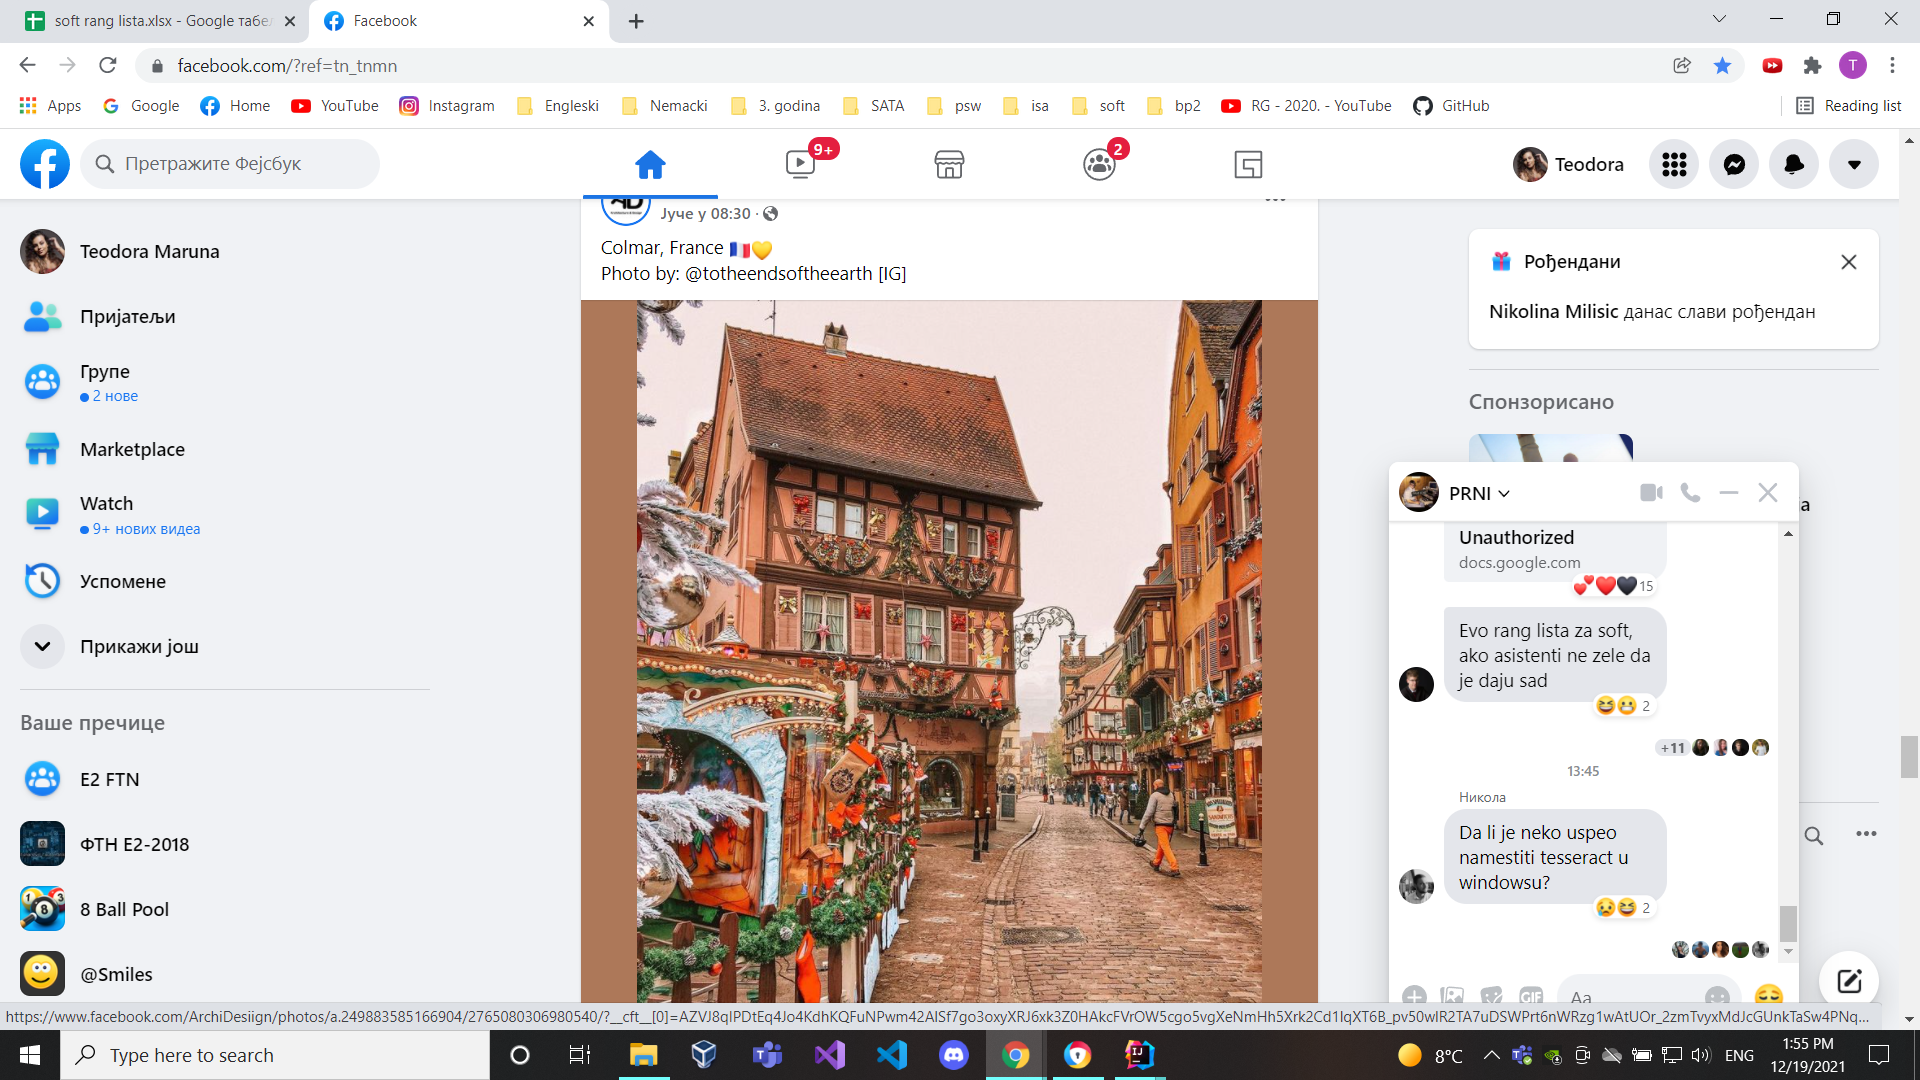 soft rang lista.xlsx - Google табел
Facebook
facebook.com/?ref=tn_tnmn
T
Apps
Google
Home
YouTube
Instagram
Engleski
Nemacki
3. godina
SATA
psw
isa
soft
bp2
RG - 2020. - YouTube
GitHub
Reading list
Претражите Фејсбук
9+
2
Teodora
Teodora Maruna
Пријатељи
Групе
2 нове
Marketplace
Watch
9+ нових видеа
Успомене
Прикажи још
Ваше пречице
E2 FTN
ФТН Е2-2018
8 Ball Pool
@Smiles
Јуче у 08:30 ·
Colmar, France 🇫🇷💛
Photo by: @totheendsoftheearth [IG]
Рођендани
Nikolina Milisic данас слави рођендан
Спонзорисано
a
PRNI
Unauthorized
docs.google.com
💕❤️🖤 15
Evo rang lista za soft,
ako asistenti ne zele da
je daju sad
😆😬 2
+11
13:45
Никола
Da li je neko uspeo
namestiti tesseract u
windowsu?
😢😆 2
GIF
Aa
https://www.facebook.com/ArchiDesiign/photos/a.249883585166904/2765080306980540/?__cft__[0]=AZVJ8qIPDtEq4Jo4KdhKQFuNPwm42AlSf7go3oxyXRJ6xk3Z0HAkcFVrOW5cgo5vgXeNmHh5Xrk2Cd1IqXT6B_pv50wlR2TA7uDSWPrt6nWRzg1wAtUOr_2zmTvyxMdJcGUnkTaSw4PNq...
Type here to search
8°C
ENG
1:55 PM
12/19/2021